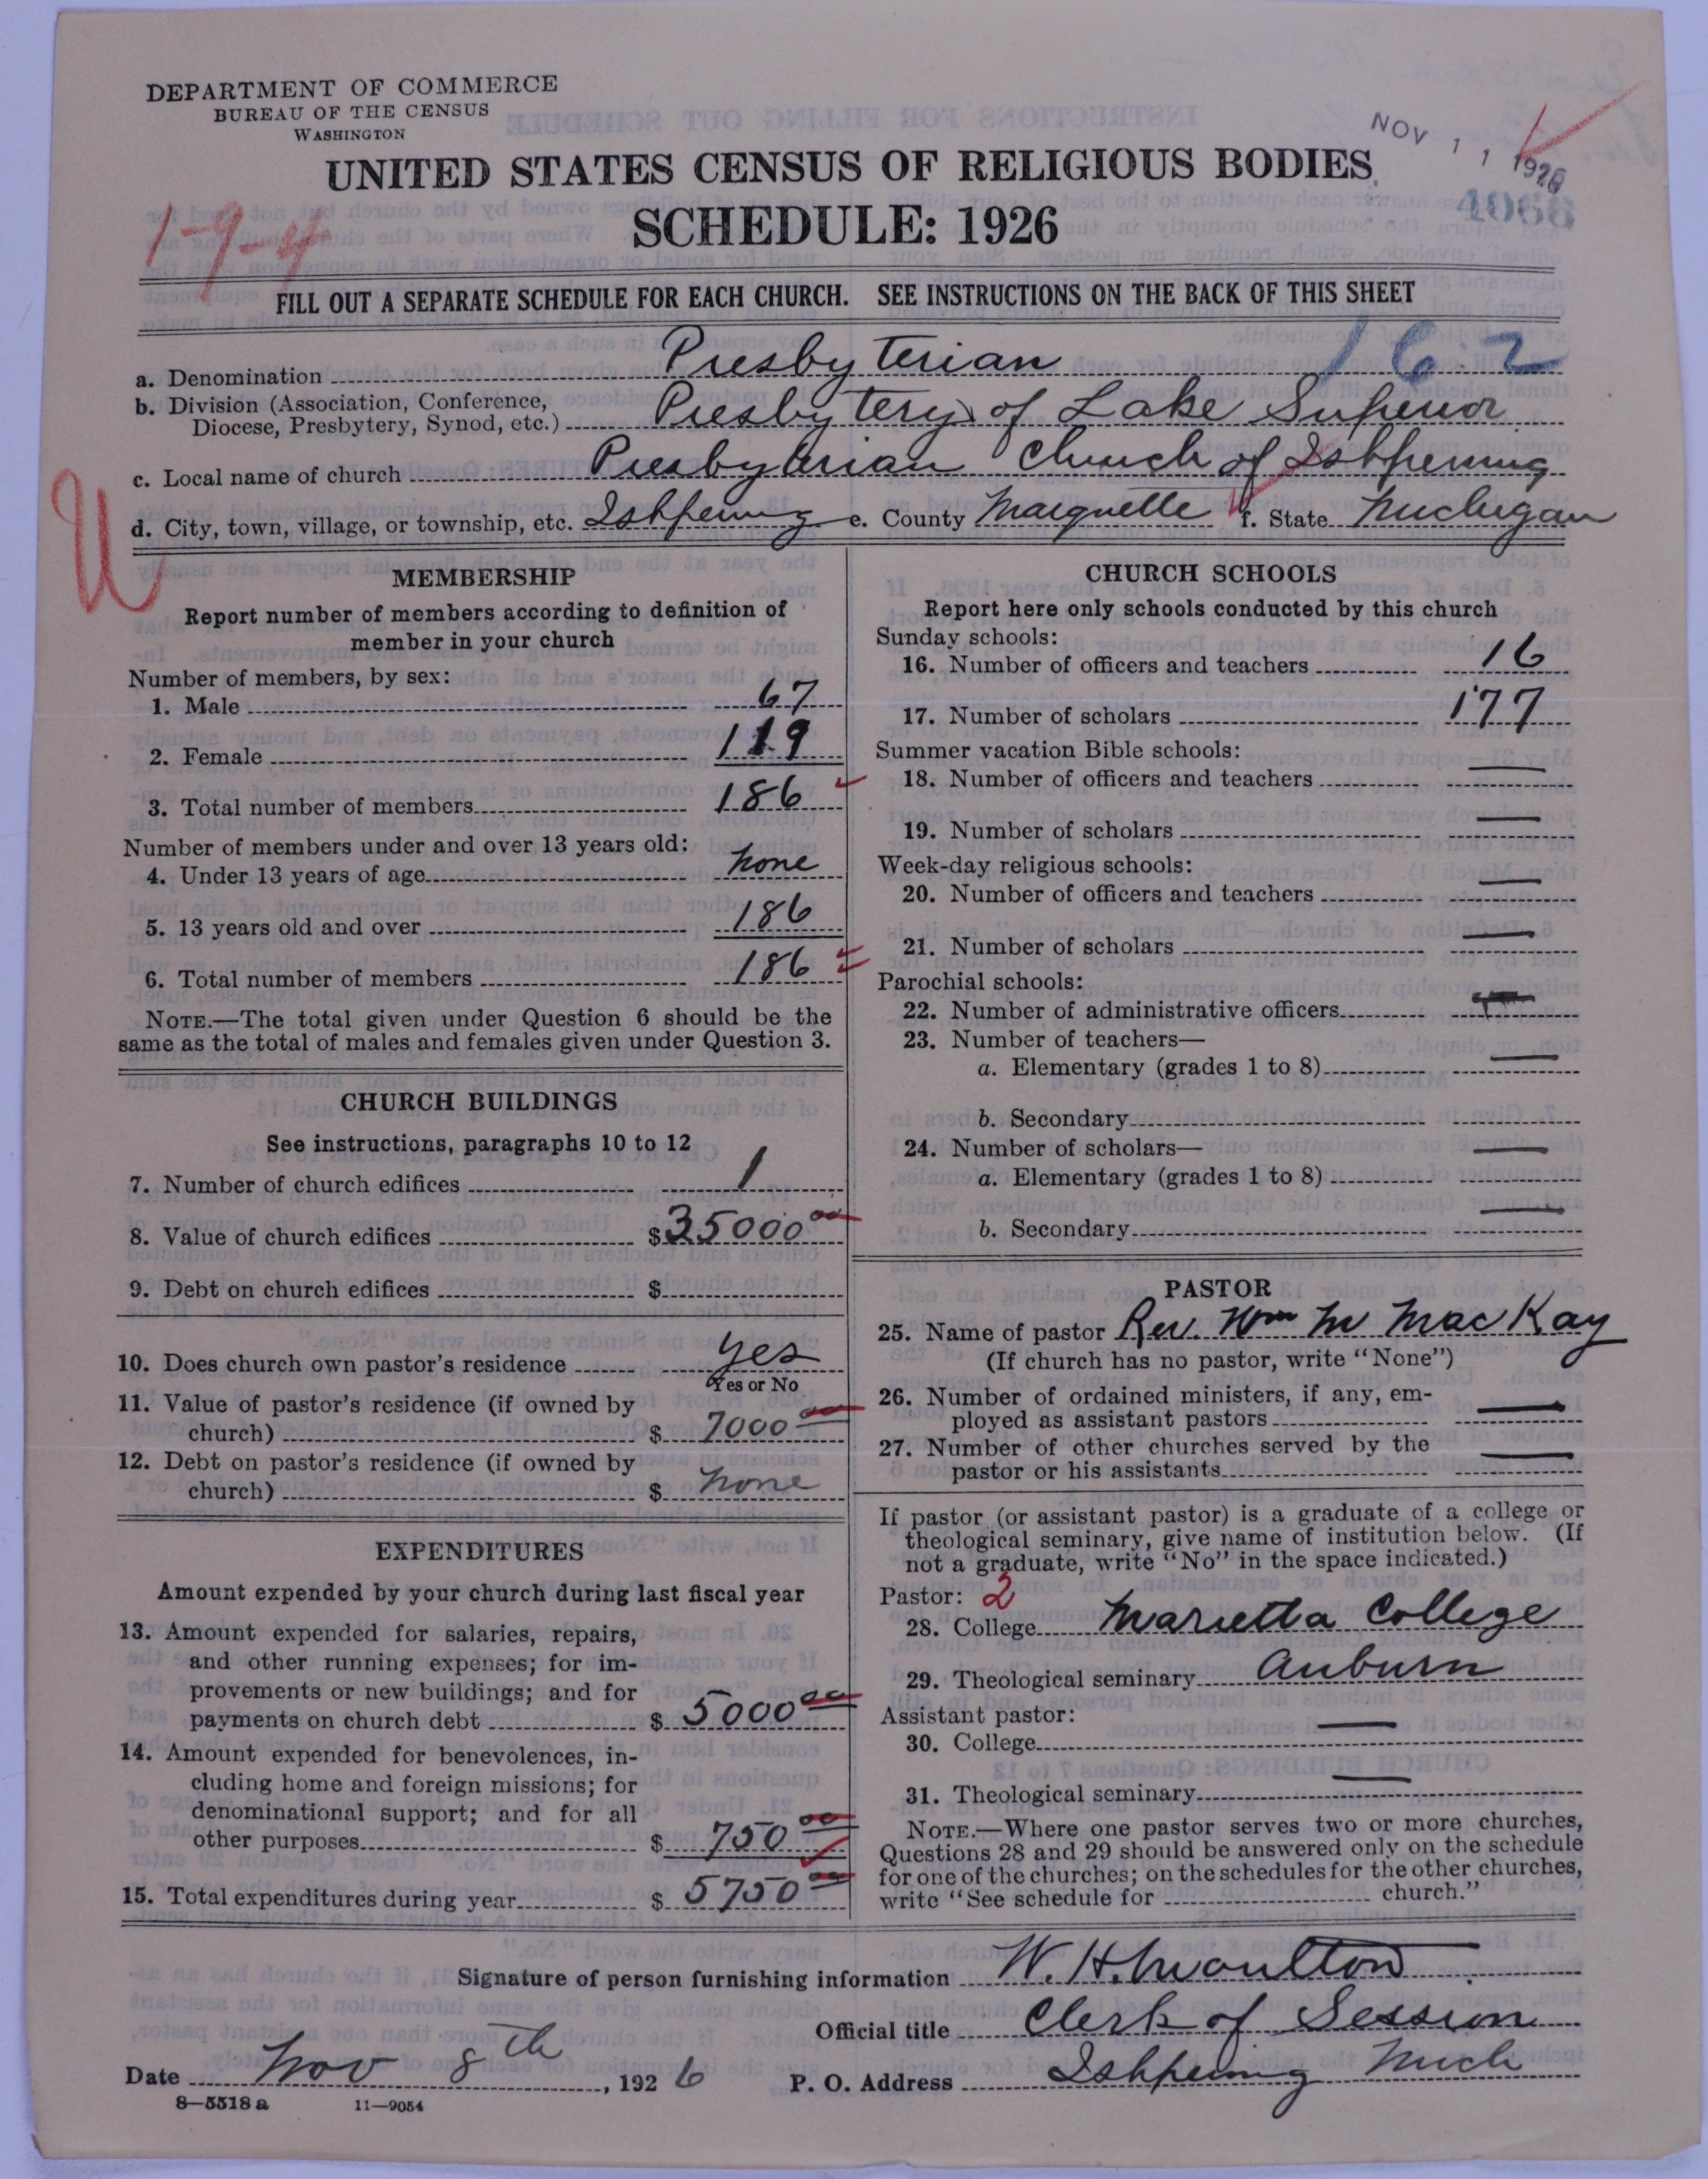 DEPARTMENT OF COMMERCE
BUREAU OF THE CENSUS
WASHINGTON
NOV 11 1926
UNITED STATES CENSUS OF RELIGIOUS BODIES
4066
1-9-4
SCHEDULE: 1926
FILL OUT A SEPARATE SCHEDULE FOR EACH CHURCH. SEE INSTRUCTIONS ON THE BACK OF THIS SHEET
162
a. Denomination Presbyterian
b. Division (Association, Conference,
Diocese, Presbytery, Synod, etc.) Presbytery of Lake Superior
c. Local name of church Presbyterian Church of Ishpeming
d. City, town, village, or township, etc. Ishpeming e. County Marquette f. State Michigan
U
MEMBERSHIP
Report number of members according to definition of
member in your church
Number of members, by sex:
1. Male 67
2. Female 119
3. Total number of members 186
Number of members under and over 13 years old:
4. Under 13 years of age none
5. 13 years old and over 186
6. Total number of members 186
NOTE.—The total given under Question 6 should be the
same as the total of males and females given under Question 3.
CHURCH BUILDINGS
See instructions, paragraphs 10 to 12
7. Number of church edifices 1
8. Value of church edifices $35000 00
9. Debt on church edifices $
10. Does church own pastor's residence Yes
Yes or No
11. Value of pastor's residence (if owned by
church) $ 7000 00
12. Debt on pastor's residence (if owned by
church) $ none
EXPENDITURES
Amount expended by your church during last fiscal year
13. Amount expended for salaries, repairs,
and other running expenses; for im-
provements or new buildings; and for
payments on church debt $ 5000 00
14. Amount expended for benevolences, in-
cluding home and foreign missions; for
denominational support; and for all
other purposes $ 750 00
15. Total expenditures during year $ 5750 00
CHURCH SCHOOLS
Report here only schools conducted by this church
Sunday schools:
16. Number of officers and teachers 16
17. Number of scholars 177
Summer vacation Bible schools:
18. Number of officers and teachers —
19. Number of scholars —
Week-day religious schools:
20. Number of officers and teachers —
21. Number of scholars —
Parochial schools:
22. Number of administrative officers —
23. Number of teachers—
a. Elementary (grades 1 to 8) —
b. Secondary
24. Number of scholars—
a. Elementary (grades 1 to 8) —
b. Secondary —
PASTOR
25. Name of pastor Rev. Wm M MacKay
(If church has no pastor, write "None")
26. Number of ordained ministers, if any, em-
ployed as assistant pastors —
27. Number of other churches served by the
pastor or his assistants —
If pastor (or assistant pastor) is a graduate of a college or
theological seminary, give name of institution below. (If
not a graduate, write "No" in the space indicated.)
Pastor: 2
28. College Marietta College
29. Theological seminary Auburn
Assistant pastor:
30. College —
31. Theological seminary —
NOTE.—Where one pastor serves two or more churches,
Questions 28 and 29 should be answered only on the schedule
for one of the churches; on the schedules for the other churches,
write "See schedule for church."
Signature of person furnishing information W. H. Moulton
Official title Clerk of Session
Date Nov 8th, 1926 P. O. Address Ishpeming Mich
8—5518 a 11—9054